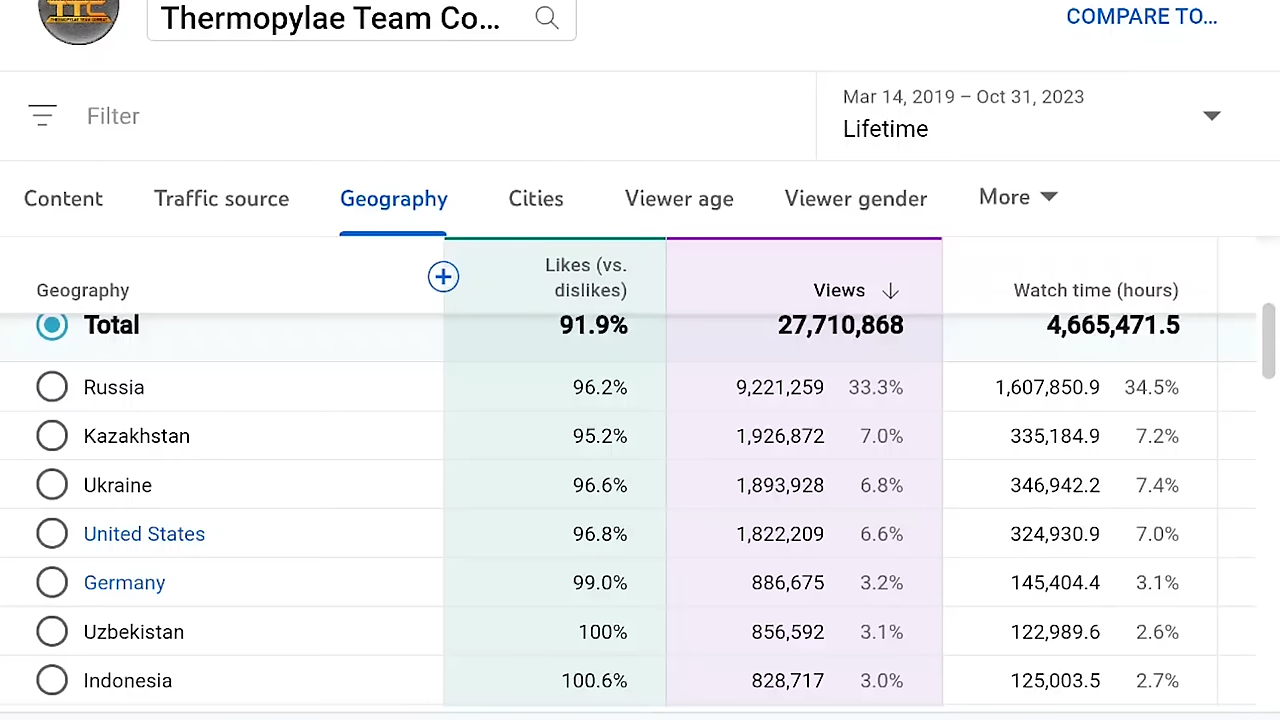 TTC
THERMOPYLAE TEAM COMBAT
Thermopylae Team Co...
COMPARE TO...
Filter
Mar 14, 2019 – Oct 31, 2023
Lifetime
Content Traffic source Geography Cities Viewer age Viewer gender More
Geography Likes (vs. dislikes) Views Watch time (hours)
Total 91.9% 27,710,868 4,665,471.5
Russia 96.2% 9,221,259 33.3% 1,607,850.9 34.5%
Kazakhstan 95.2% 1,926,872 7.0% 335,184.9 7.2%
Ukraine 96.6% 1,893,928 6.8% 346,942.2 7.4%
United States 96.8% 1,822,209 6.6% 324,930.9 7.0%
Germany 99.0% 886,675 3.2% 145,404.4 3.1%
Uzbekistan 100% 856,592 3.1% 122,989.6 2.6%
Indonesia 100.6% 828,717 3.0% 125,003.5 2.7%